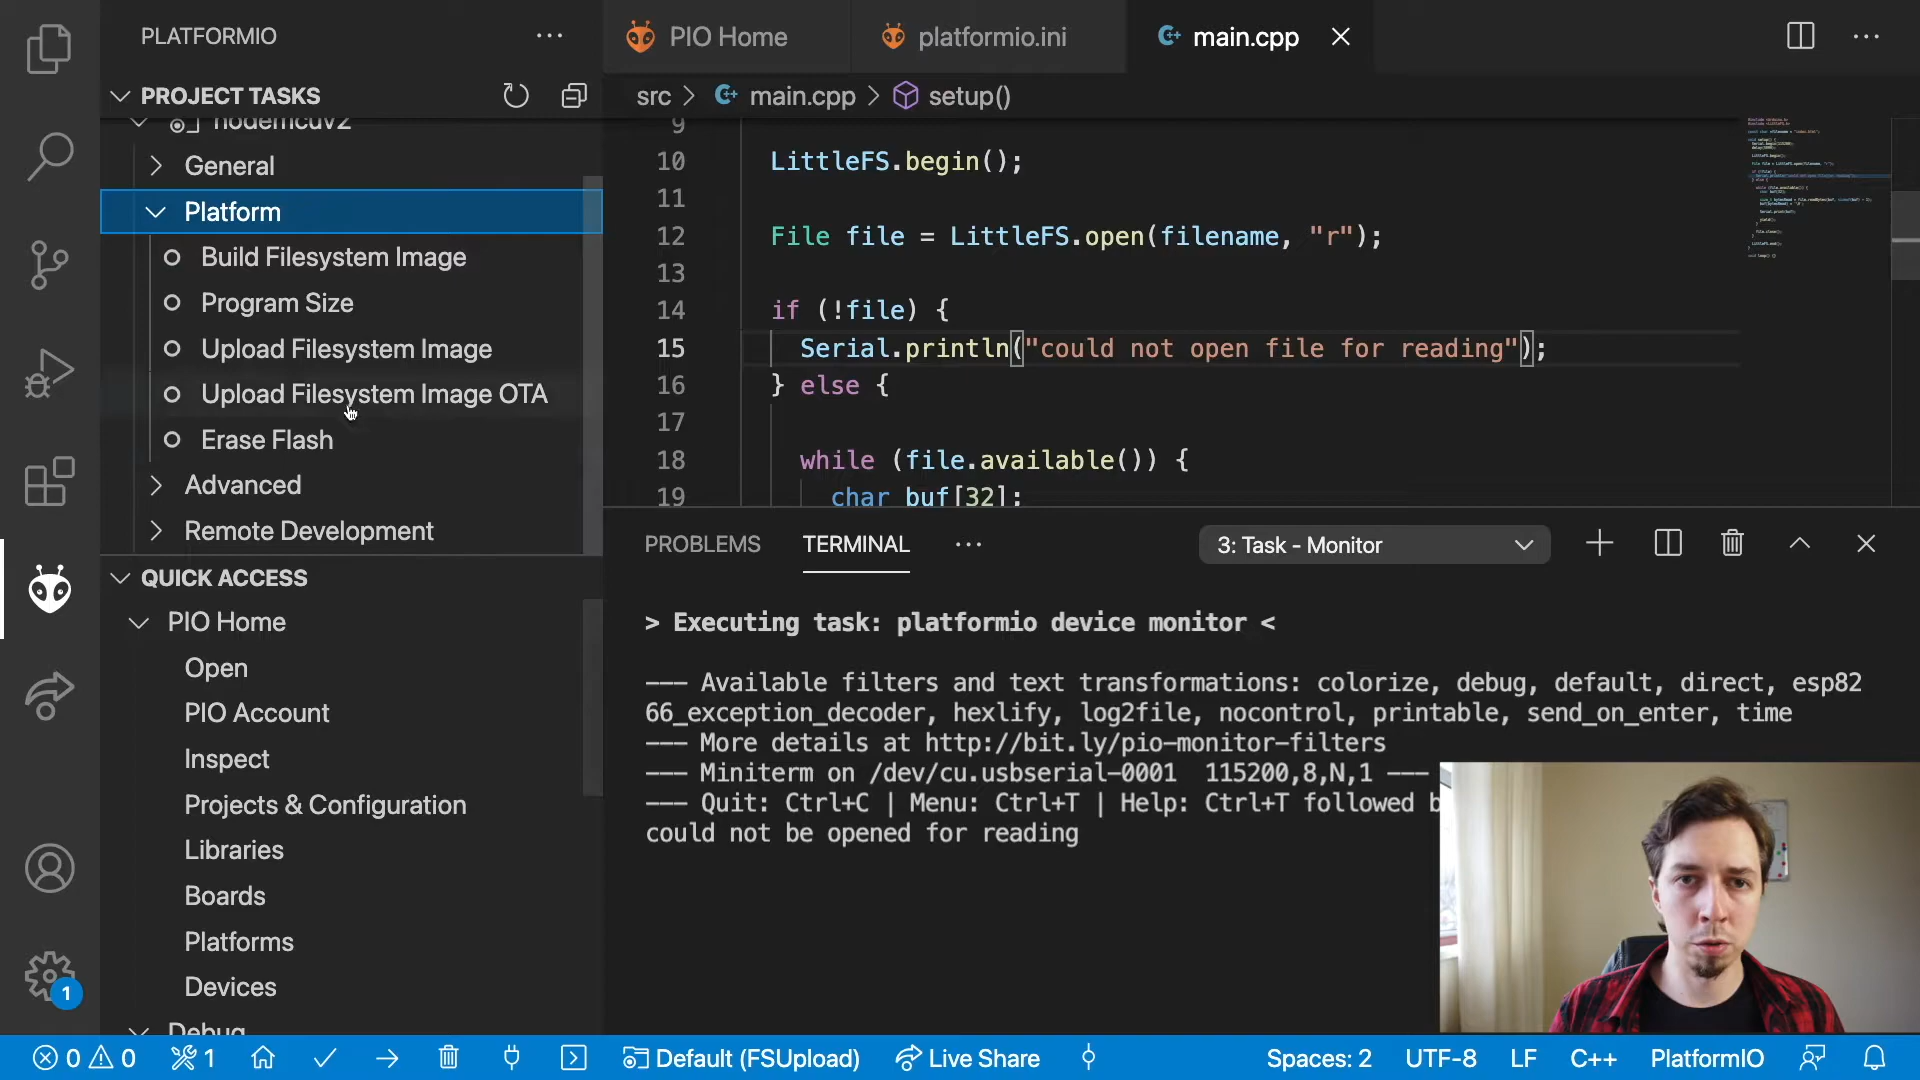 PLATFORMIO
PROJECT TASKS
nodemcuv2
General
Platform
Build Filesystem Image
Program Size
Upload Filesystem Image
Upload Filesystem Image OTA
Erase Flash
Advanced
Remote Development
QUICK ACCESS
PIO Home
Open
PIO Account
Inspect
Projects & Configuration
Libraries
Boards
Platforms
Devices
Debug
1
PIO Home
platformio.ini
main.cpp
src > main.cpp > setup()
9
10 LittleFS.begin();
11
12 File file = LittleFS.open(filename, "r");
13
14 if (!file) {
15 Serial.println("could not open file for reading");
16 } else {
17
18 while (file.available()) {
19 char buf[32];
PROBLEMS TERMINAL ...
3: Task - Monitor
> Executing task: platformio device monitor <
--- Available filters and text transformations: colorize, debug, default, direct, esp82
66_exception_decoder, hexlify, log2file, nocontrol, printable, send_on_enter, time
--- More details at http://bit.ly/pio-monitor-filters
--- Miniterm on /dev/cu.usbserial-0001  115200,8,N,1 ---
--- Quit: Ctrl+C | Menu: Ctrl+T | Help: Ctrl+T followed b
could not be opened for reading
0 0 1 Default (FSUpload) Live Share Spaces: 2 UTF-8 LF C++ PlatformIO